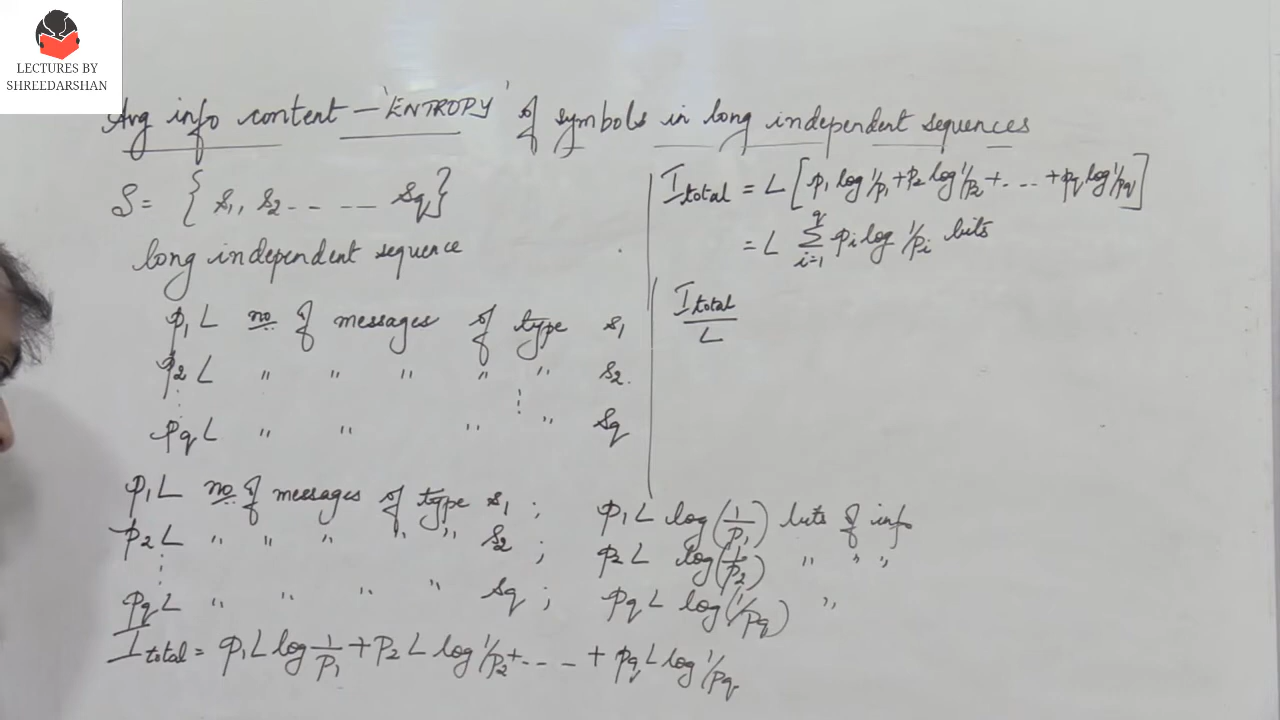 LECTURES BY
SHREEDARSHAN
Avg info content – 'ENTROPY' of symbols in long independent sequences
S = { s1, s2 - - - - - - sq}
long independent sequence
p1 L no. of messages of type s1
p2 L " " " " " s2.
⋮ ⋮
pq L " " " " sq
p1 L no. of messages of type s1 ; p1 L log(1/p1) bits of info
p2 L " " " " " s2 ; p2 L log(1/p2) " " "
⋮
pq L " " " " sq ; pq L log(1/pq) "
I total = p1 L log 1/p1 + p2 L log 1/p2 + - - - - + pq L log 1/pq
I total = L [p1 log 1/p1 + p2 log 1/p2 + - - - + pq log 1/pq]
= L ∑_{i=1}^{q} pi log 1/pi bits
I total / L